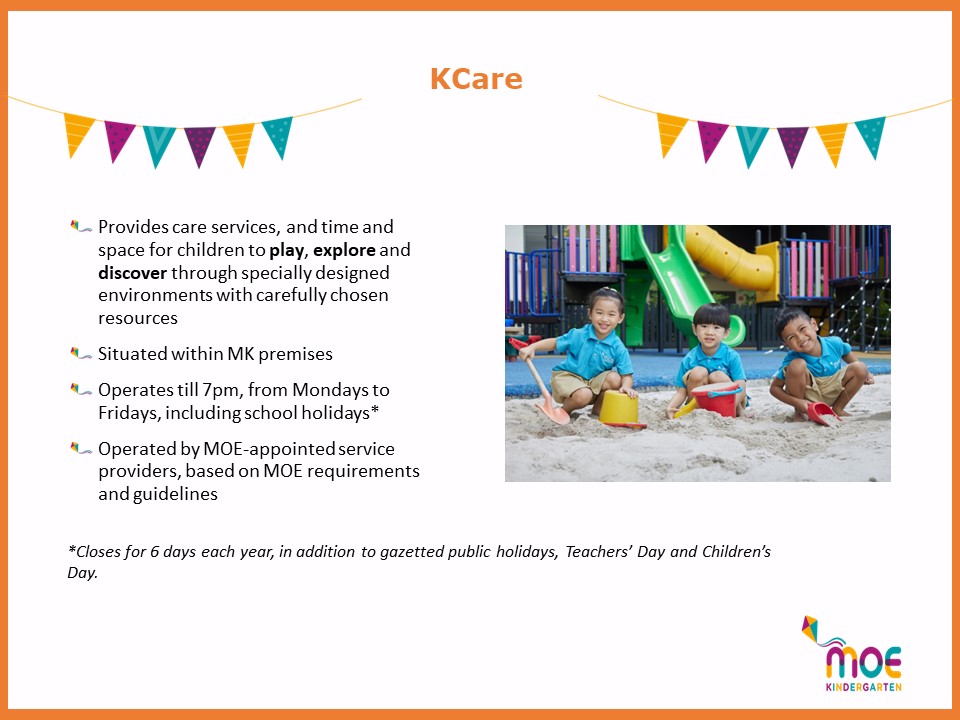 KCare
Provides care services, and time and
space for children to play, explore and
discover through specially designed
environments with carefully chosen
resources
Situated within MK premises
Operates till 7pm, from Mondays to
Fridays, including school holidays*
Operated by MOE-appointed service
providers, based on MOE requirements
and guidelines
*Closes for 6 days each year, in addition to gazetted public holidays, Teachers’ Day and Children’s
Day.
MOE
KINDERGARTEN